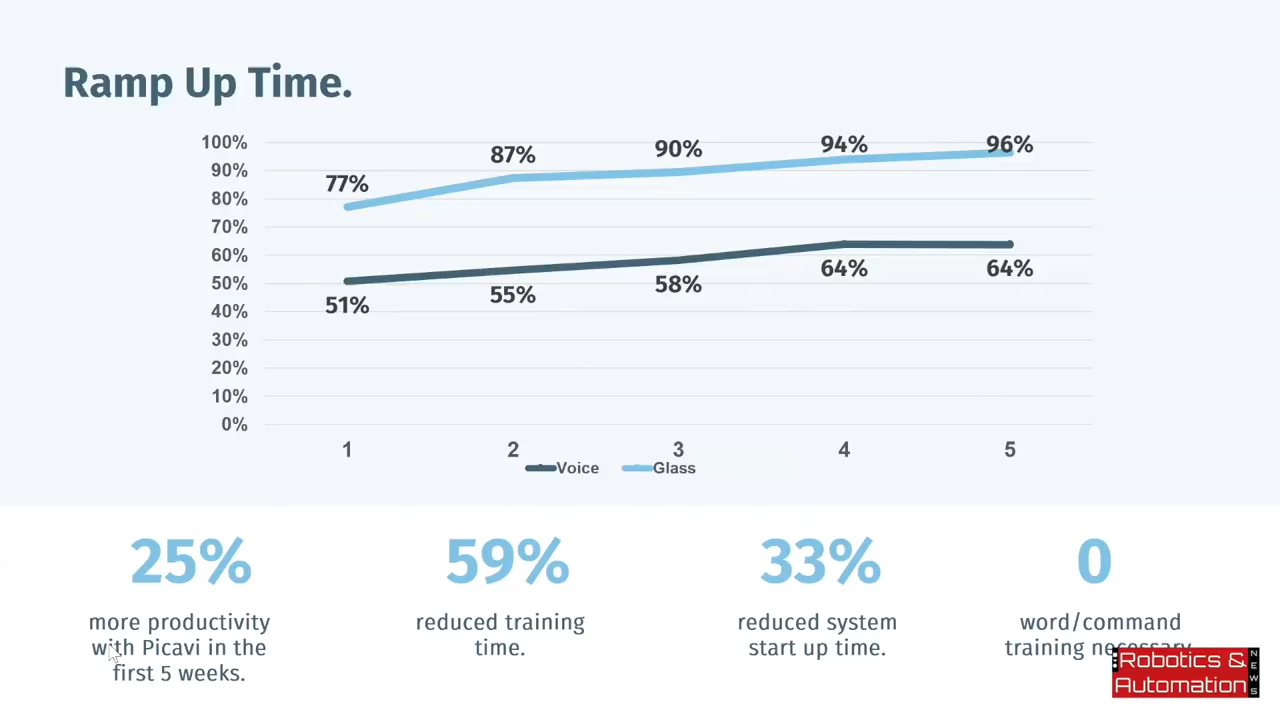 Ramp Up Time.
100%
90%
80%
70%
60%
50%
40%
30%
20%
10%
0%
77%
87%
90%
94%
96%
51%
55%
58%
64%
64%
1
2
3
4
5
Voice
Glass
25%
more productivity
with Picavi in the
first 5 weeks.
59%
reduced training
time.
33%
reduced system
start up time.
0
word/command
training necessary.
Robotics &
Automation
NEWS